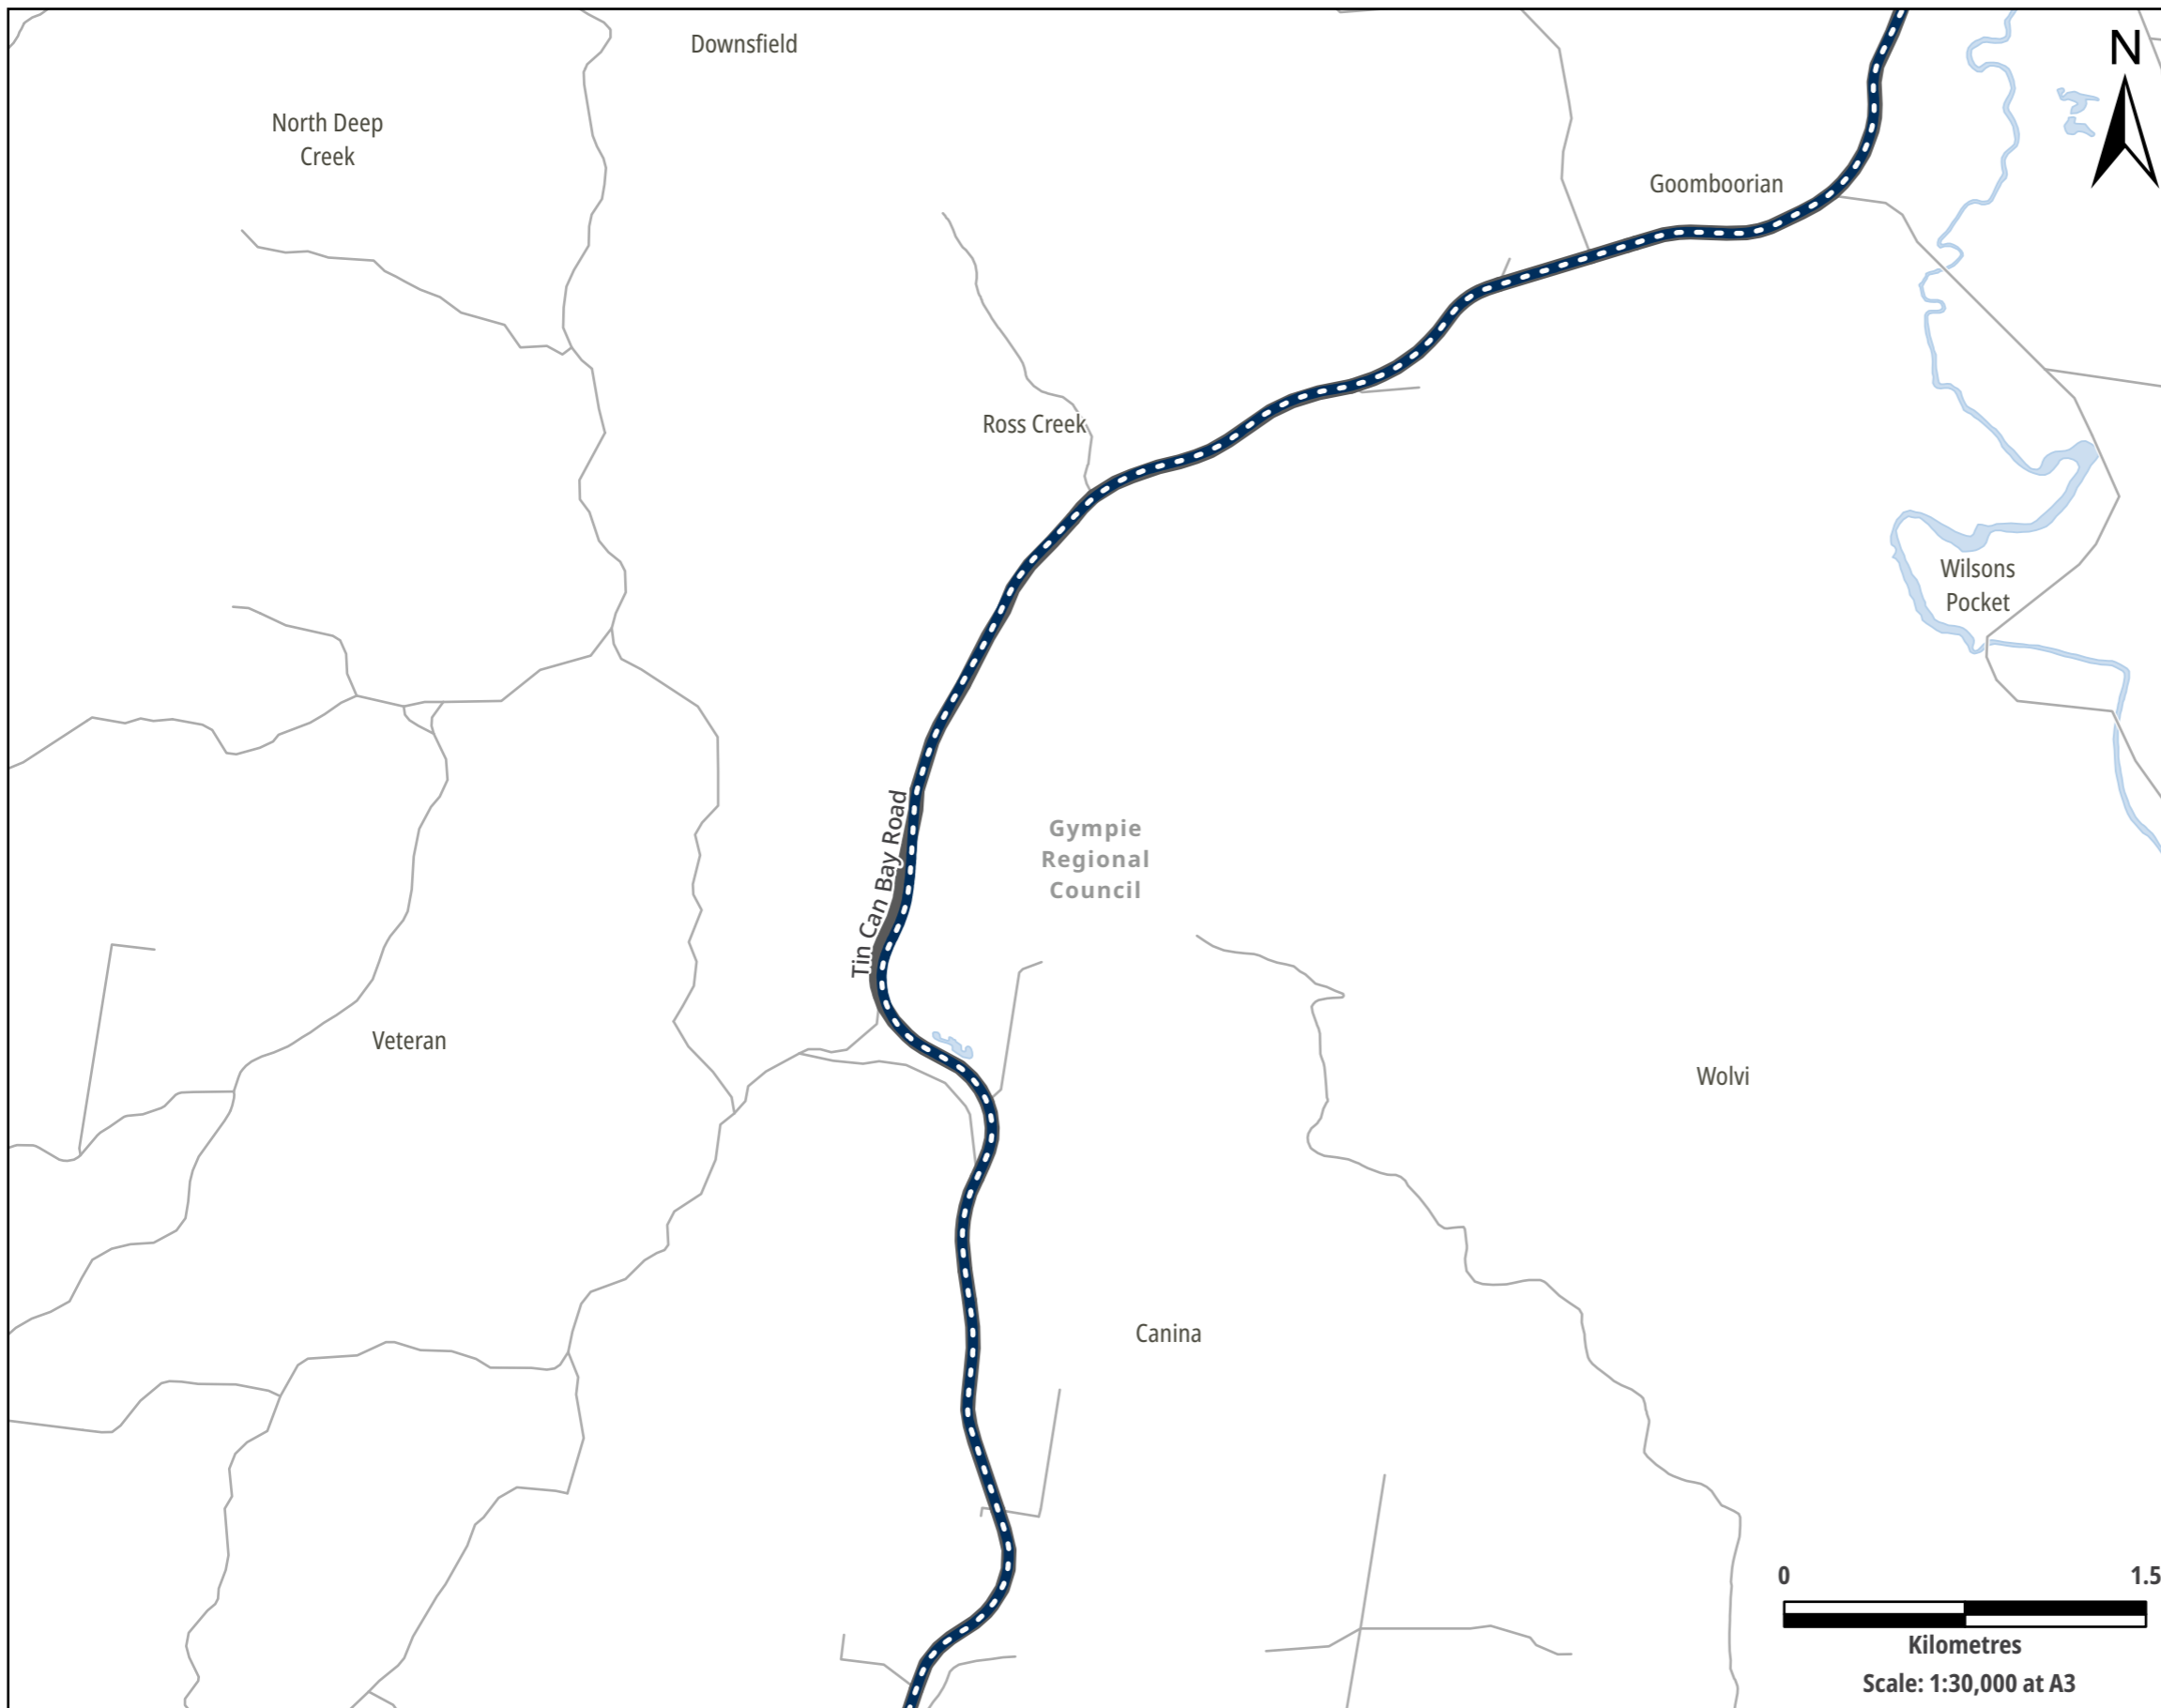 Downsfield
N
North Deep
Creek
Goomboorian
Ross Creek
Wilsons
Pocket
Tin Can Bay Road
Gympie
Regional
Council
Veteran
Wolvi
Canina
0 1.5
Kilometres
Scale: 1:30,000 at A3